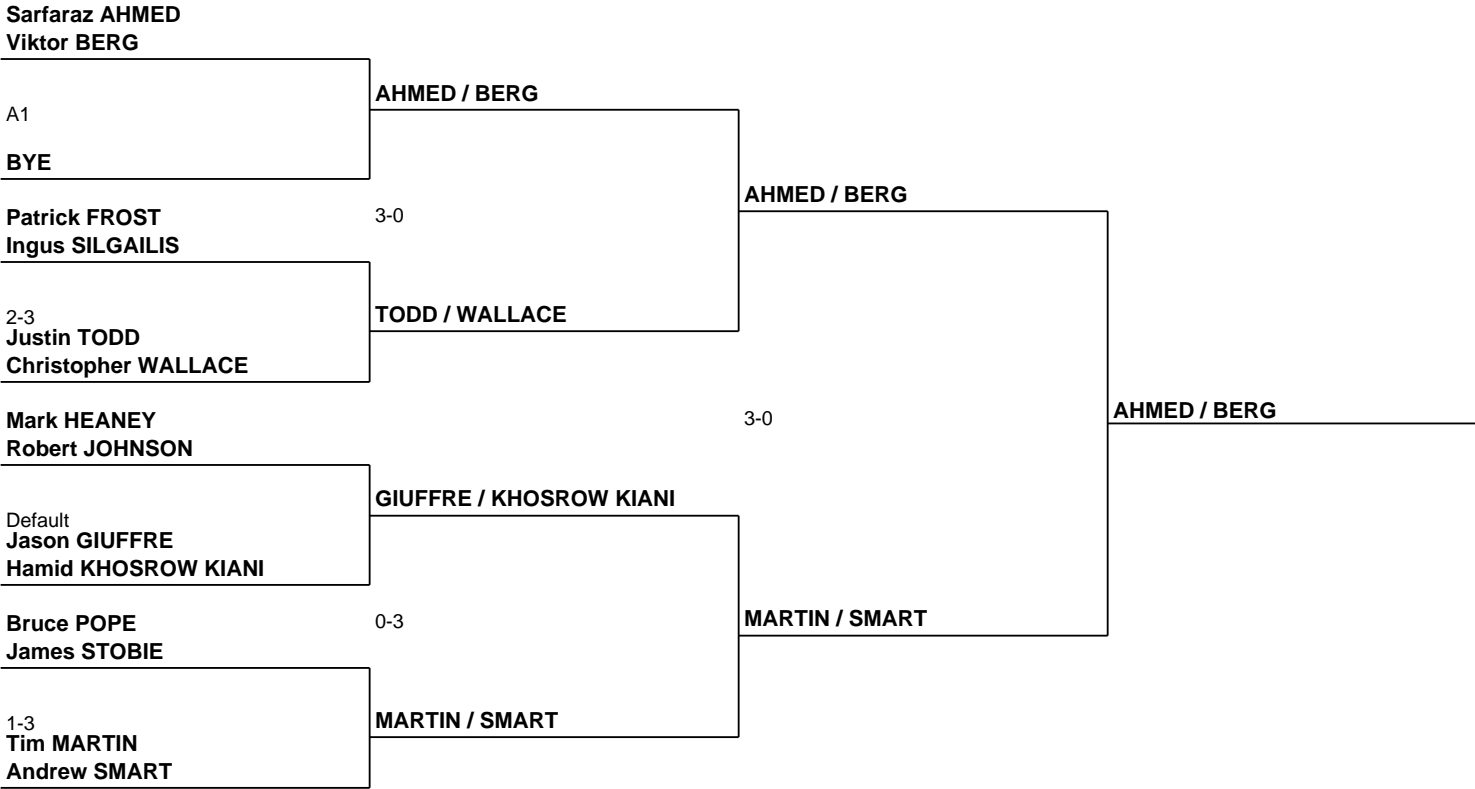 Sarfaraz AHMED
Viktor BERG
AHMED / BERG
A1
BYE
AHMED / BERG
Patrick FROST
3-0
Ingus SILGAILIS
2-3
TODD / WALLACE
Justin TODD
Christopher WALLACE
Mark HEANEY
3-0
AHMED / BERG
Robert JOHNSON
GIUFFRE / KHOSROW KIANI
Default
Jason GIUFFRE
Hamid KHOSROW KIANI
Bruce POPE
0-3
MARTIN / SMART
James STOBIE
1-3
MARTIN / SMART
Tim MARTIN
Andrew SMART